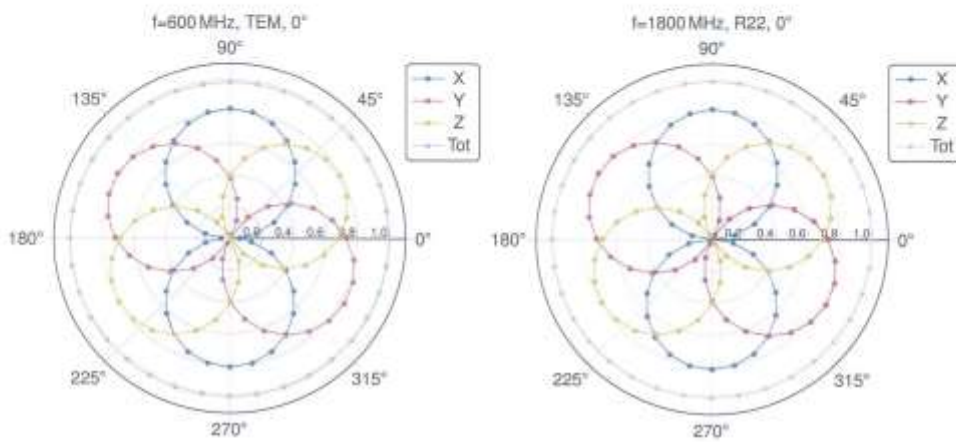 f=600 MHz, TEM, 0°
90°
135°
45°
X
Y
Z
Tot
180°
0.2 0.4 0.6 0.8 1.0
0°
225°
315°
270°
f=1800 MHz, R22, 0°
90°
135°
45°
X
Y
Z
Tot
180°
0.4 0.6 0.8 1.0
0°
225°
315°
270°